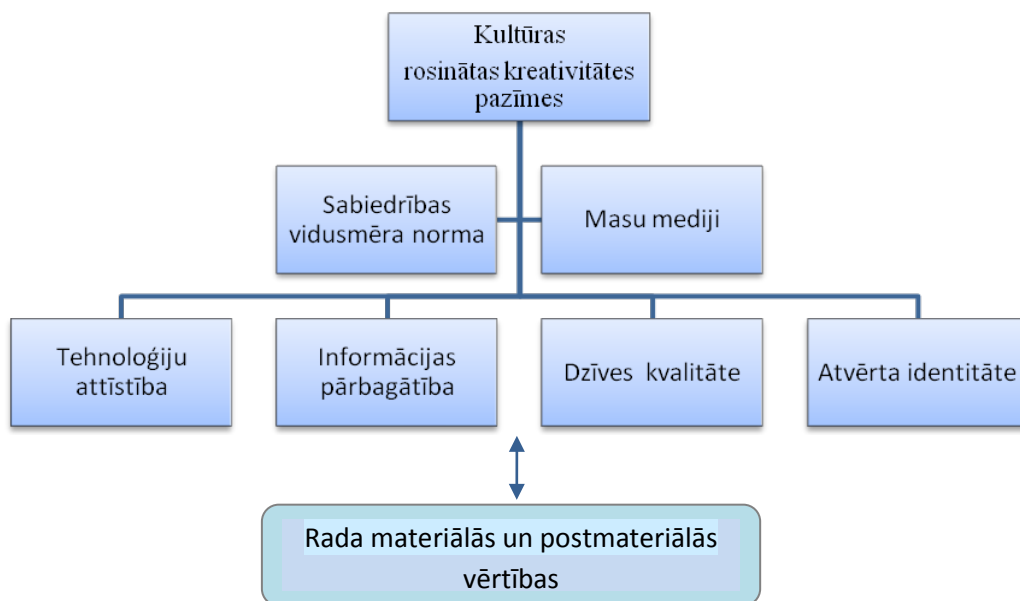 Kultūras
rosinātas kreativitātes
pazīmes
Sabiedrības
vidusmēra norma
Masu mediji
Tehnoloģiju
attīstība
Informācijas
pārbagātība
Dzīves kvalitāte
Atvērta identitāte
Rada materiālās un postmateriālās
vērtības